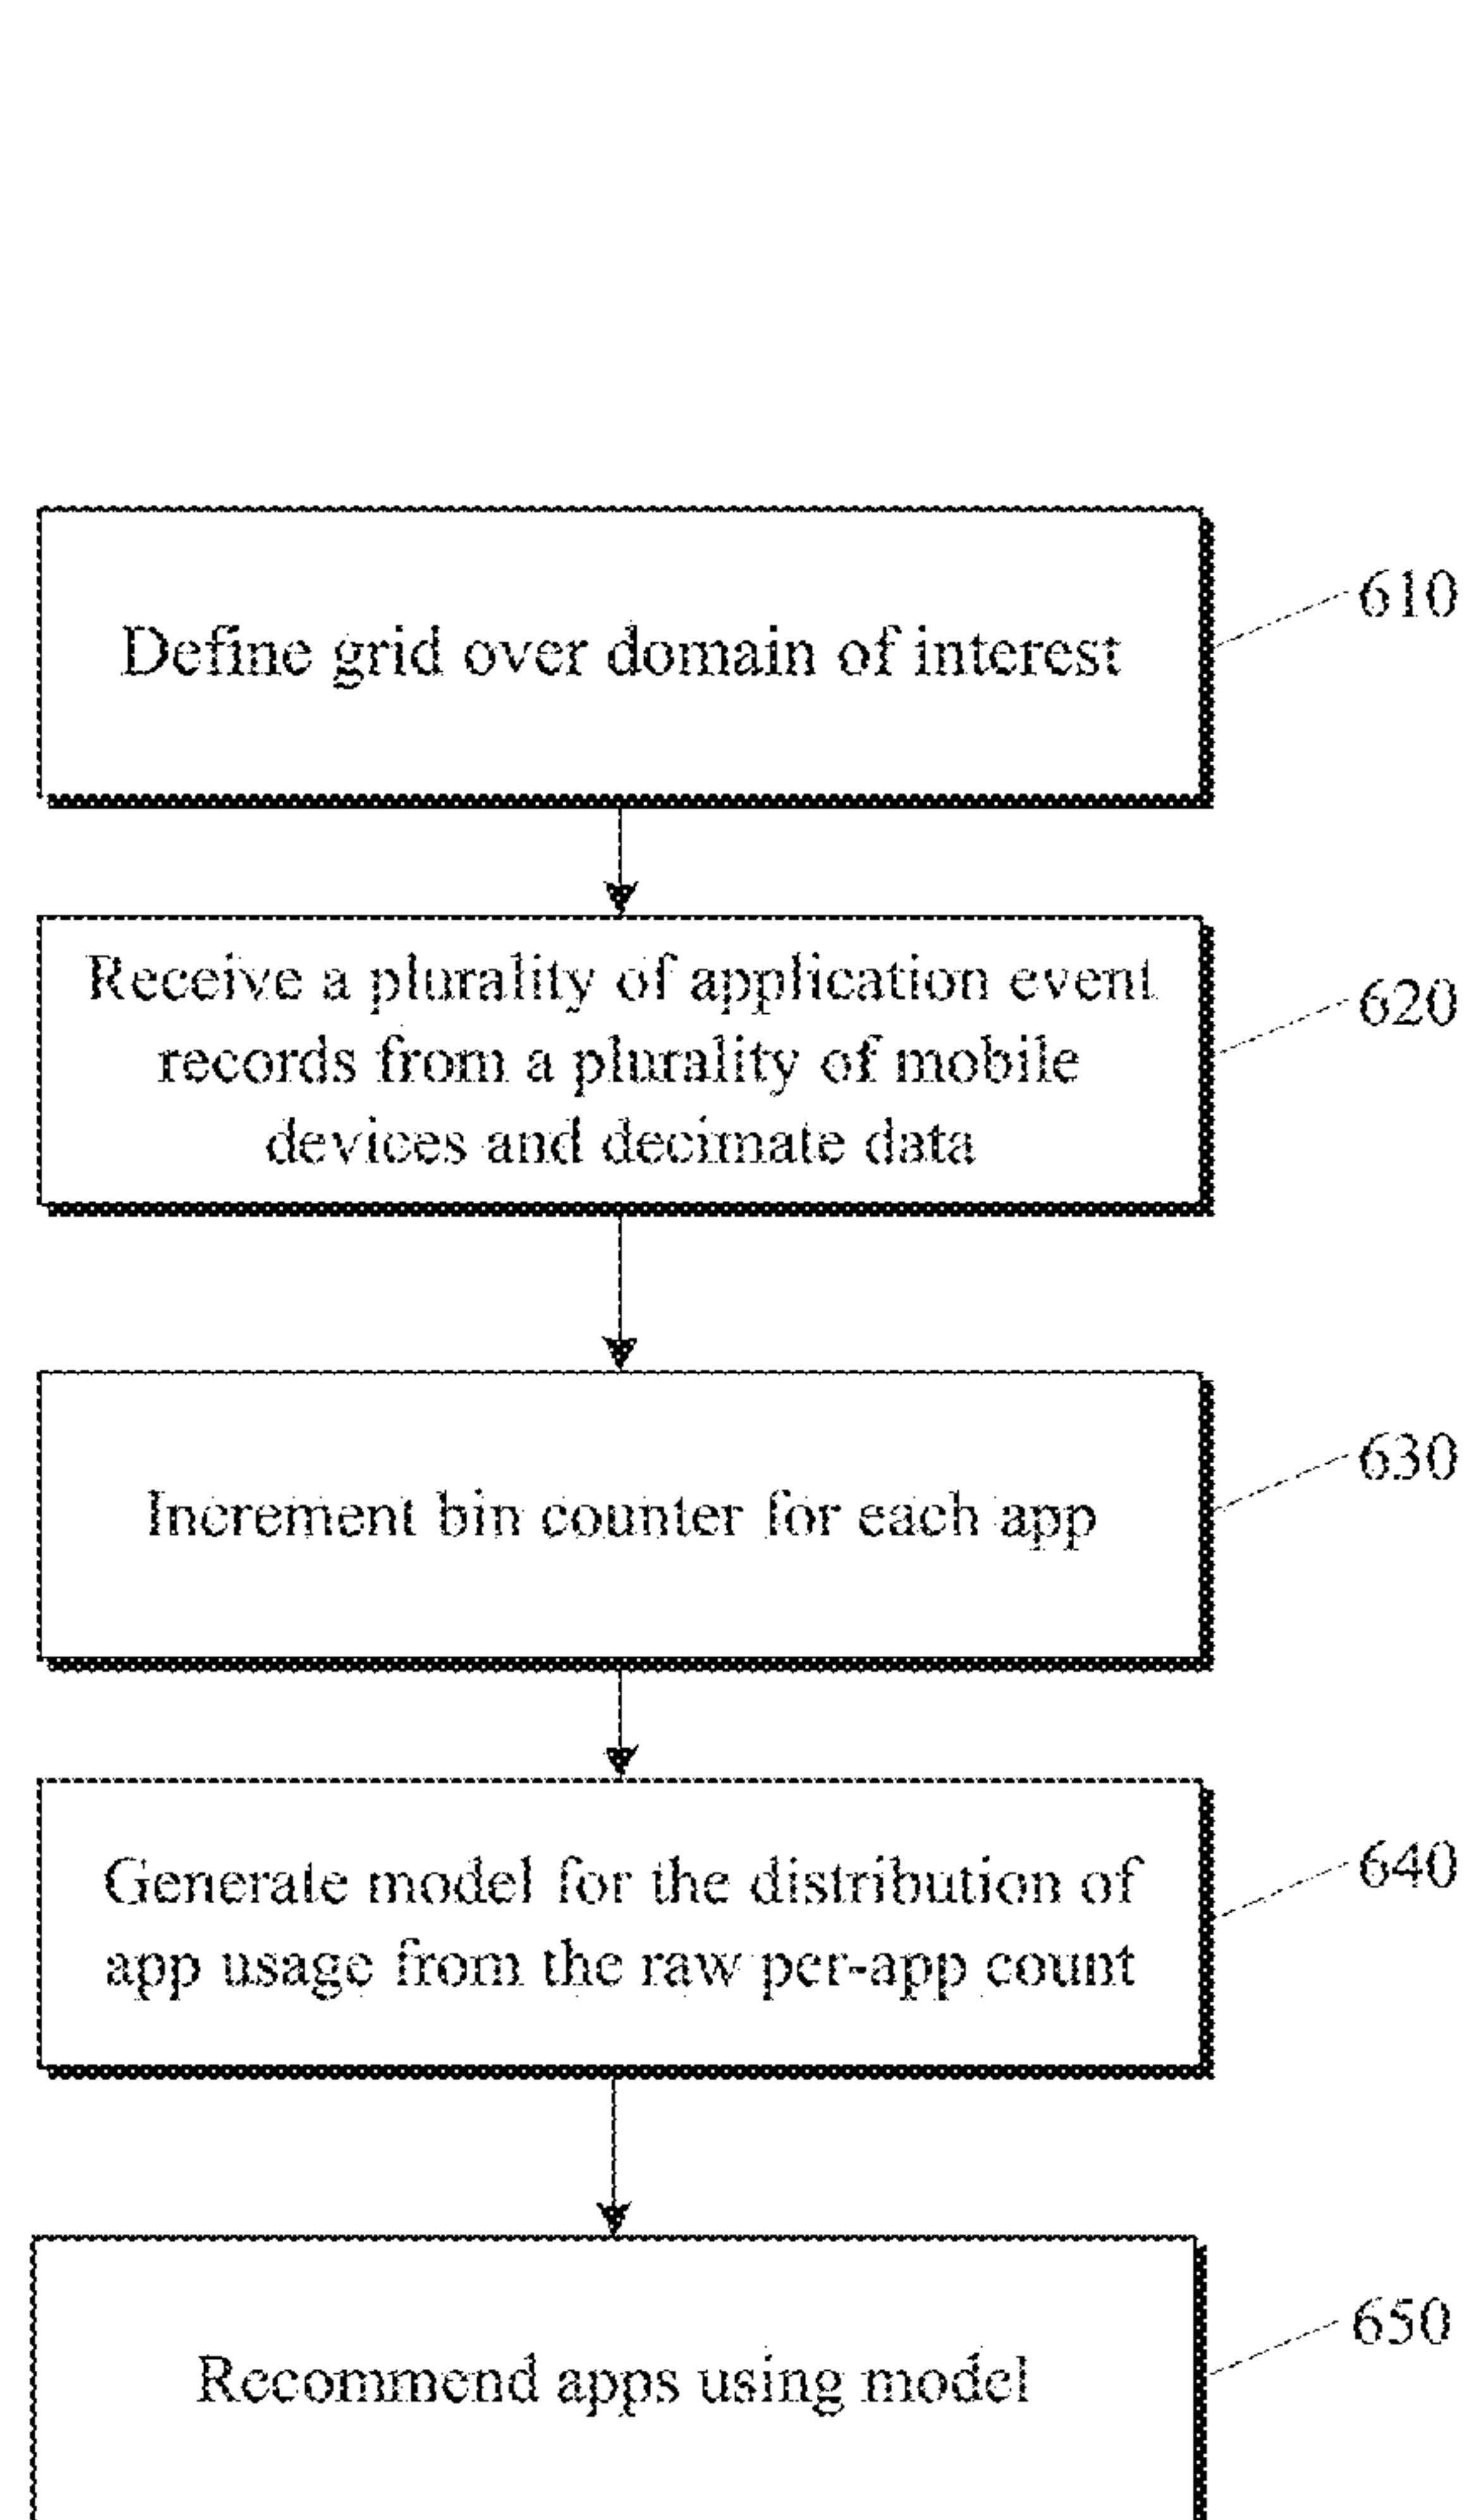 Define grid over domain of interest
610
Receive a plurality of application event
records from a plurality of mobile
devices and decimate data
620
Increment bin counter for each app
630
Generate model for the distribution of
app usage from the raw per-app count
640
Recommend apps using model
650